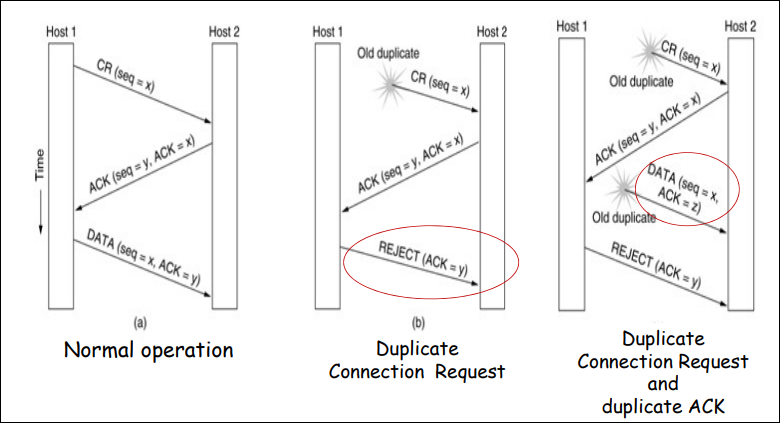 Host 1
Host 2
CR (seq = x)
ACK (seq = y, ACK = x)
DATA (seq = x, ACK = y)
Time
(a)
Normal operation
Host 1
Host 2
Old duplicate
CR (seq = x)
ACK (seq = y, ACK = x)
REJECT (ACK = y)
(b)
Duplicate
Connection Request
Host 1
Host 2
CR (seq = x)
Old duplicate
ACK (seq = y, ACK = x)
DATA (seq = x,
ACK = z)
Old duplicate
REJECT (ACK = y)
Duplicate
Connection Request
and
duplicate ACK